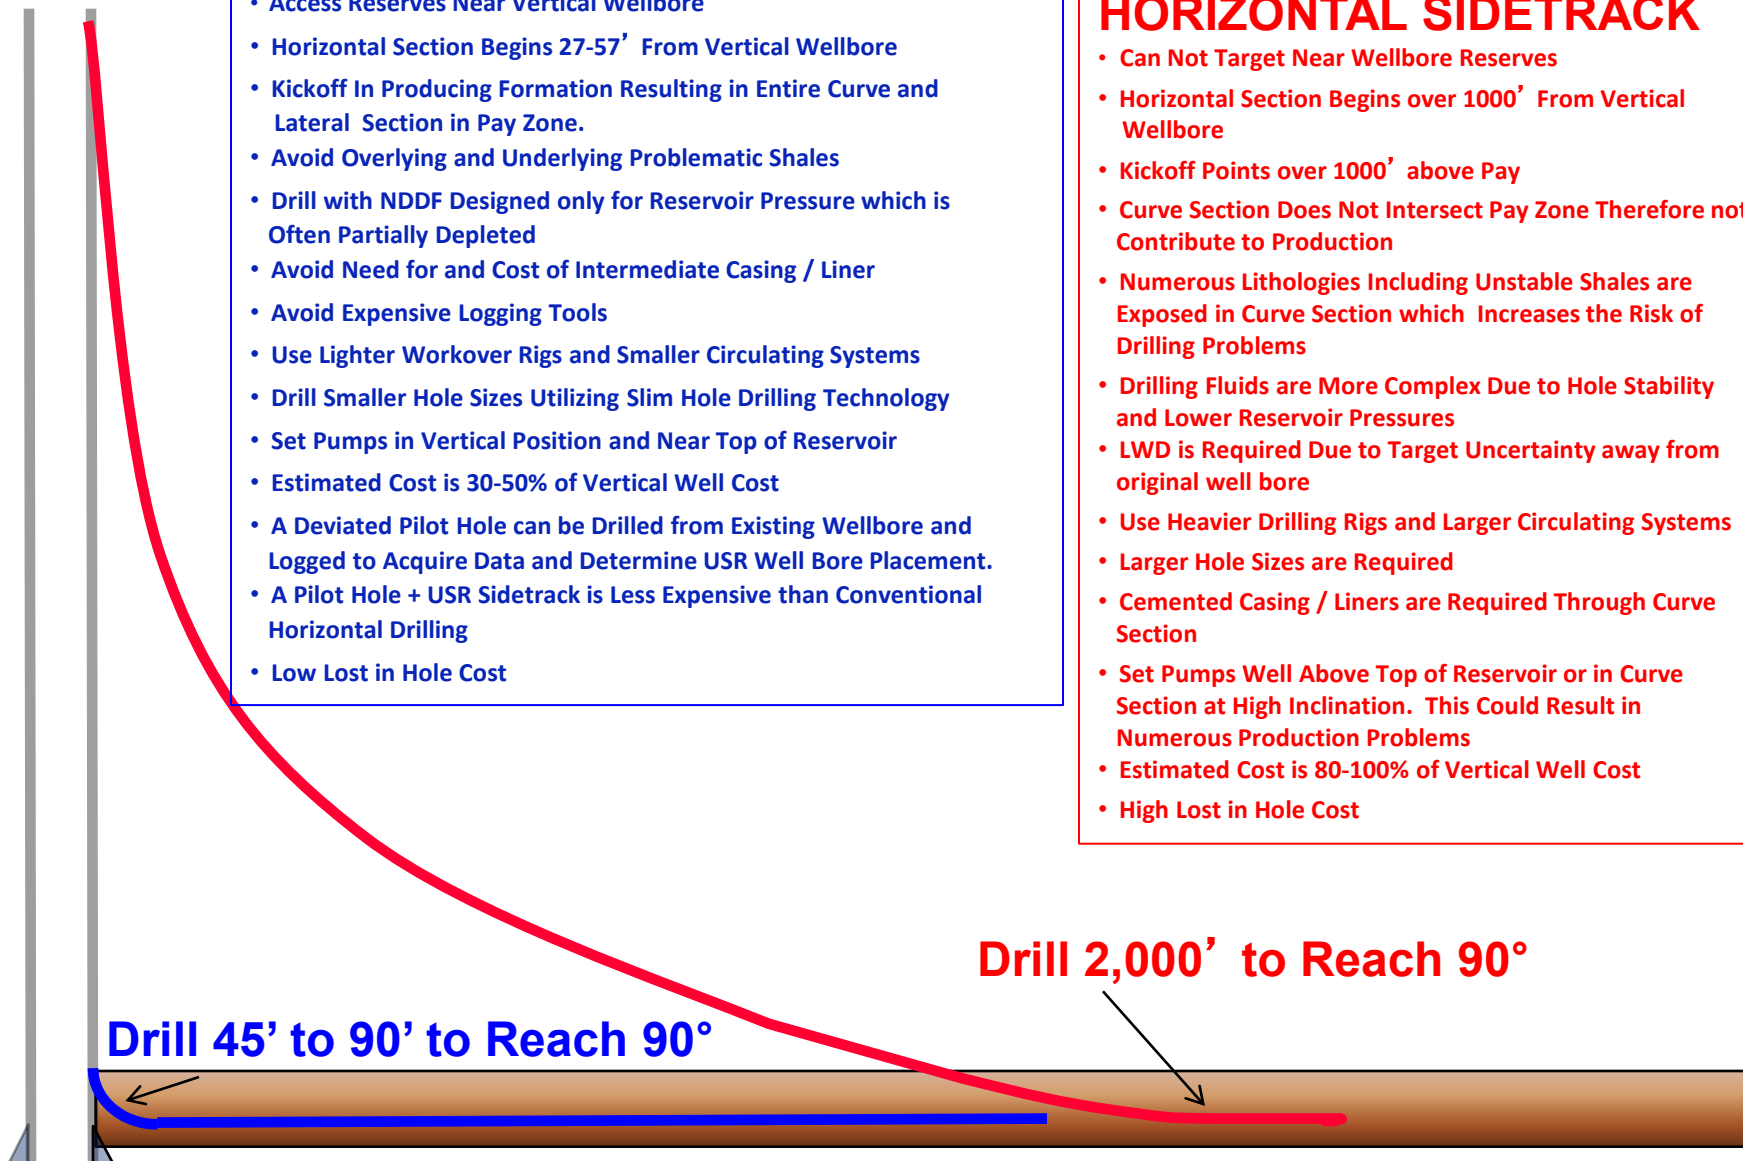 • Access Reserves Near Vertical Wellbore
• Horizontal Section Begins 27-57’ From Vertical Wellbore
• Kickoff In Producing Formation Resulting in Entire Curve and
Lateral Section in Pay Zone.
• Avoid Overlying and Underlying Problematic Shales
• Drill with NDDF Designed only for Reservoir Pressure which is
Often Partially Depleted
• Avoid Need for and Cost of Intermediate Casing / Liner
• Avoid Expensive Logging Tools
• Use Lighter Workover Rigs and Smaller Circulating Systems
• Drill Smaller Hole Sizes Utilizing Slim Hole Drilling Technology
• Set Pumps in Vertical Position and Near Top of Reservoir
• Estimated Cost is 30-50% of Vertical Well Cost
• A Deviated Pilot Hole can be Drilled from Existing Wellbore and
Logged to Acquire Data and Determine USR Well Bore Placement.
• A Pilot Hole + USR Sidetrack is Less Expensive than Conventional
Horizontal Drilling
• Low Lost in Hole Cost
HORIZONTAL SIDETRACK
• Can Not Target Near Wellbore Reserves
• Horizontal Section Begins over 1000’ From Vertical
Wellbore
• Kickoff Points over 1000’ above Pay
• Curve Section Does Not Intersect Pay Zone Therefore not
Contribute to Production
• Numerous Lithologies Including Unstable Shales are
Exposed in Curve Section which Increases the Risk of
Drilling Problems
• Drilling Fluids are More Complex Due to Hole Stability
and Lower Reservoir Pressures
• LWD is Required Due to Target Uncertainty away from
original well bore
• Use Heavier Drilling Rigs and Larger Circulating Systems
• Larger Hole Sizes are Required
• Cemented Casing / Liners are Required Through Curve
Section
• Set Pumps Well Above Top of Reservoir or in Curve
Section at High Inclination. This Could Result in
Numerous Production Problems
• Estimated Cost is 80-100% of Vertical Well Cost
• High Lost in Hole Cost
Drill 2,000’ to Reach 90°
Drill 45’ to 90’ to Reach 90°